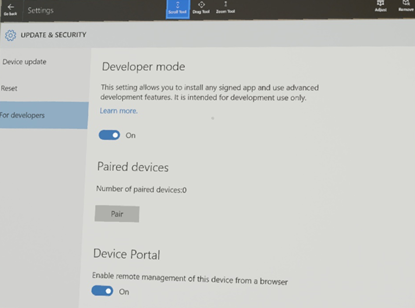 Go Back
Settings
Scroll Tool
Drag Tool
Zoom Tool
Adjust
Remove
UPDATE & SECURITY
Device update
Reset
For developers
Developer mode
This setting allows you to install any signed app and use advanced
development features. It is intended for development use only.
Learn more.
On
Paired devices
Number of paired devices:0
Pair
Device Portal
Enable remote management of this device from a browser
On